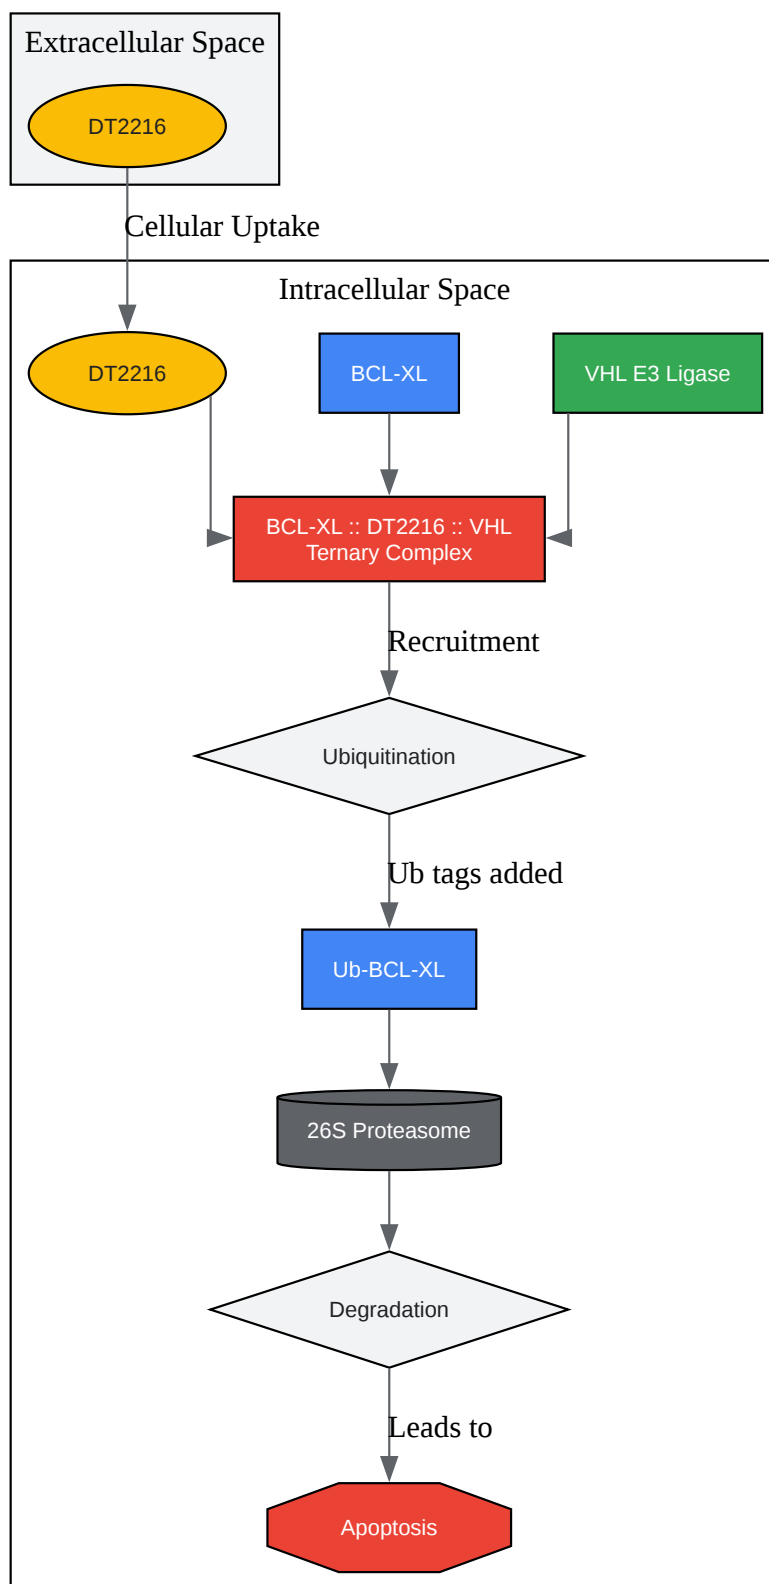 Extracellular Space
DT2216
Cellular Uptake
Intracellular Space
DT2216
BCL-XL
VHL E3 Ligase
BCL-XL :: DT2216 :: VHL
Ternary Complex
Recruitment
Ubiquitination
Ub tags added
Ub-BCL-XL
26S Proteasome
Degradation
Leads to
Apoptosis